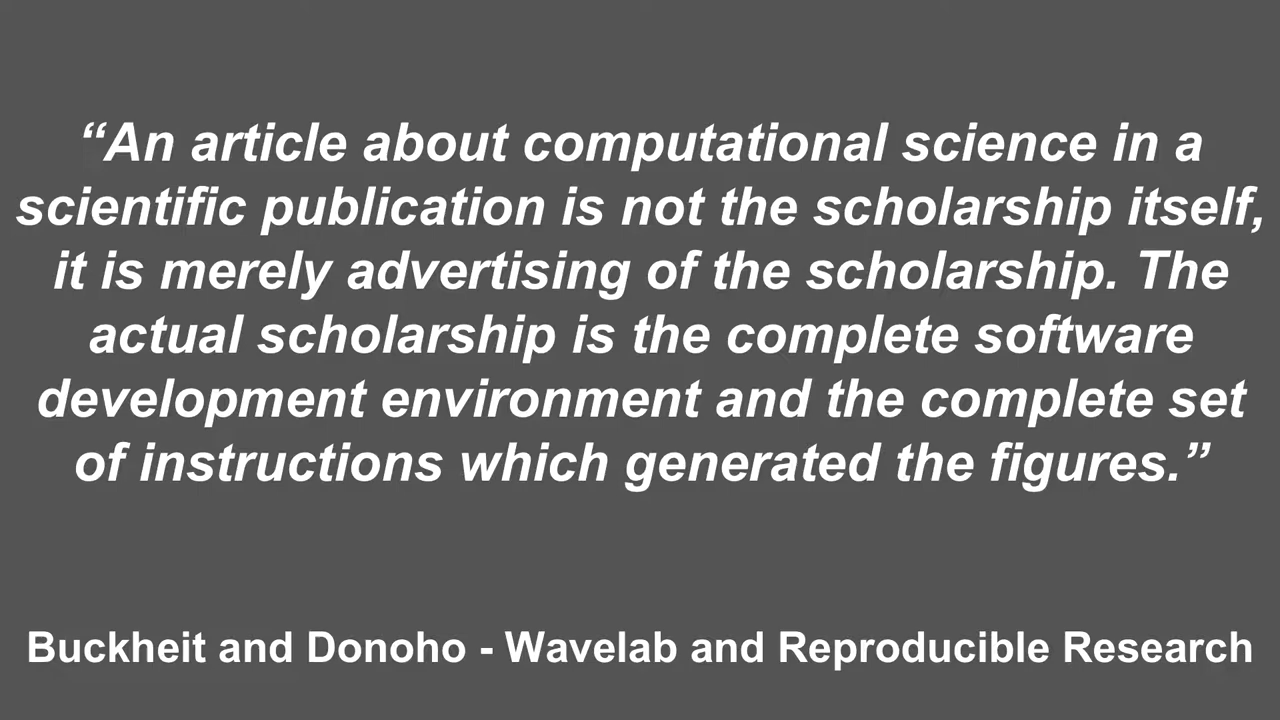 “An article about computational science in a
scientific publication is not the scholarship itself,
it is merely advertising of the scholarship. The
actual scholarship is the complete software
development environment and the complete set
of instructions which generated the figures.”
Buckheit and Donoho - Wavelab and Reproducible Research